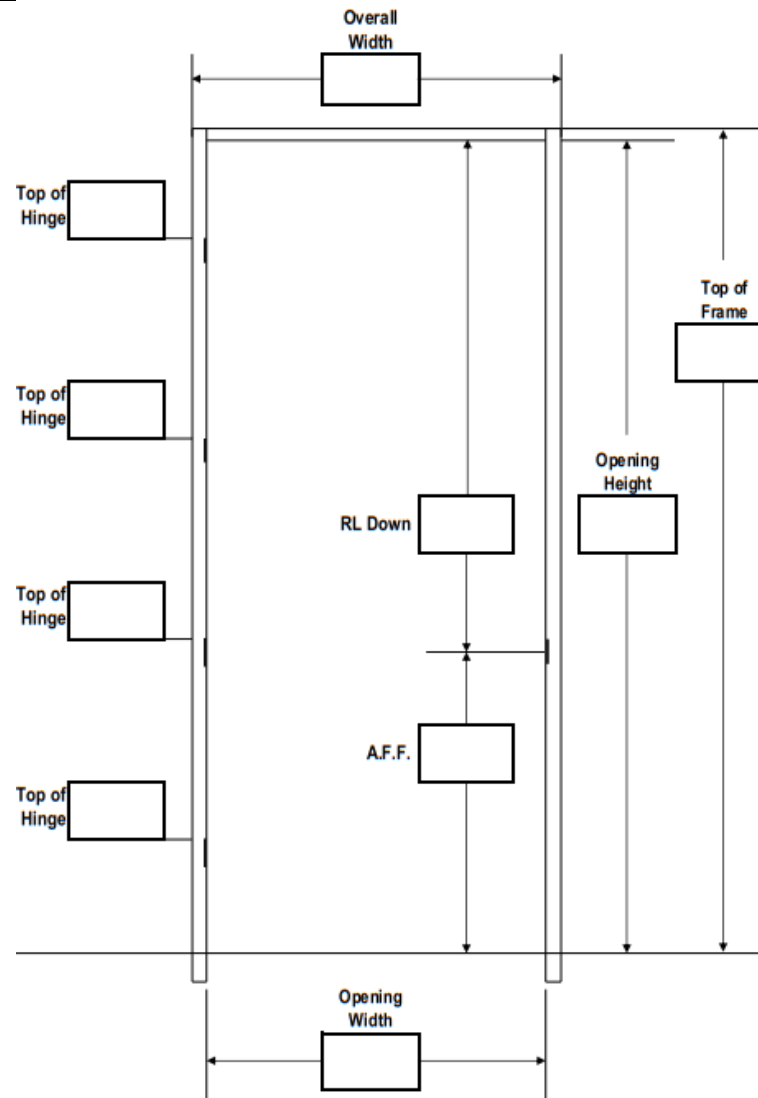 Overall
Width
Top of
Hinge
Top of
Frame
Top of
Hinge
Opening
Height
RL Down
Top of
Hinge
A.F.F.
Top of
Hinge
Opening
Width